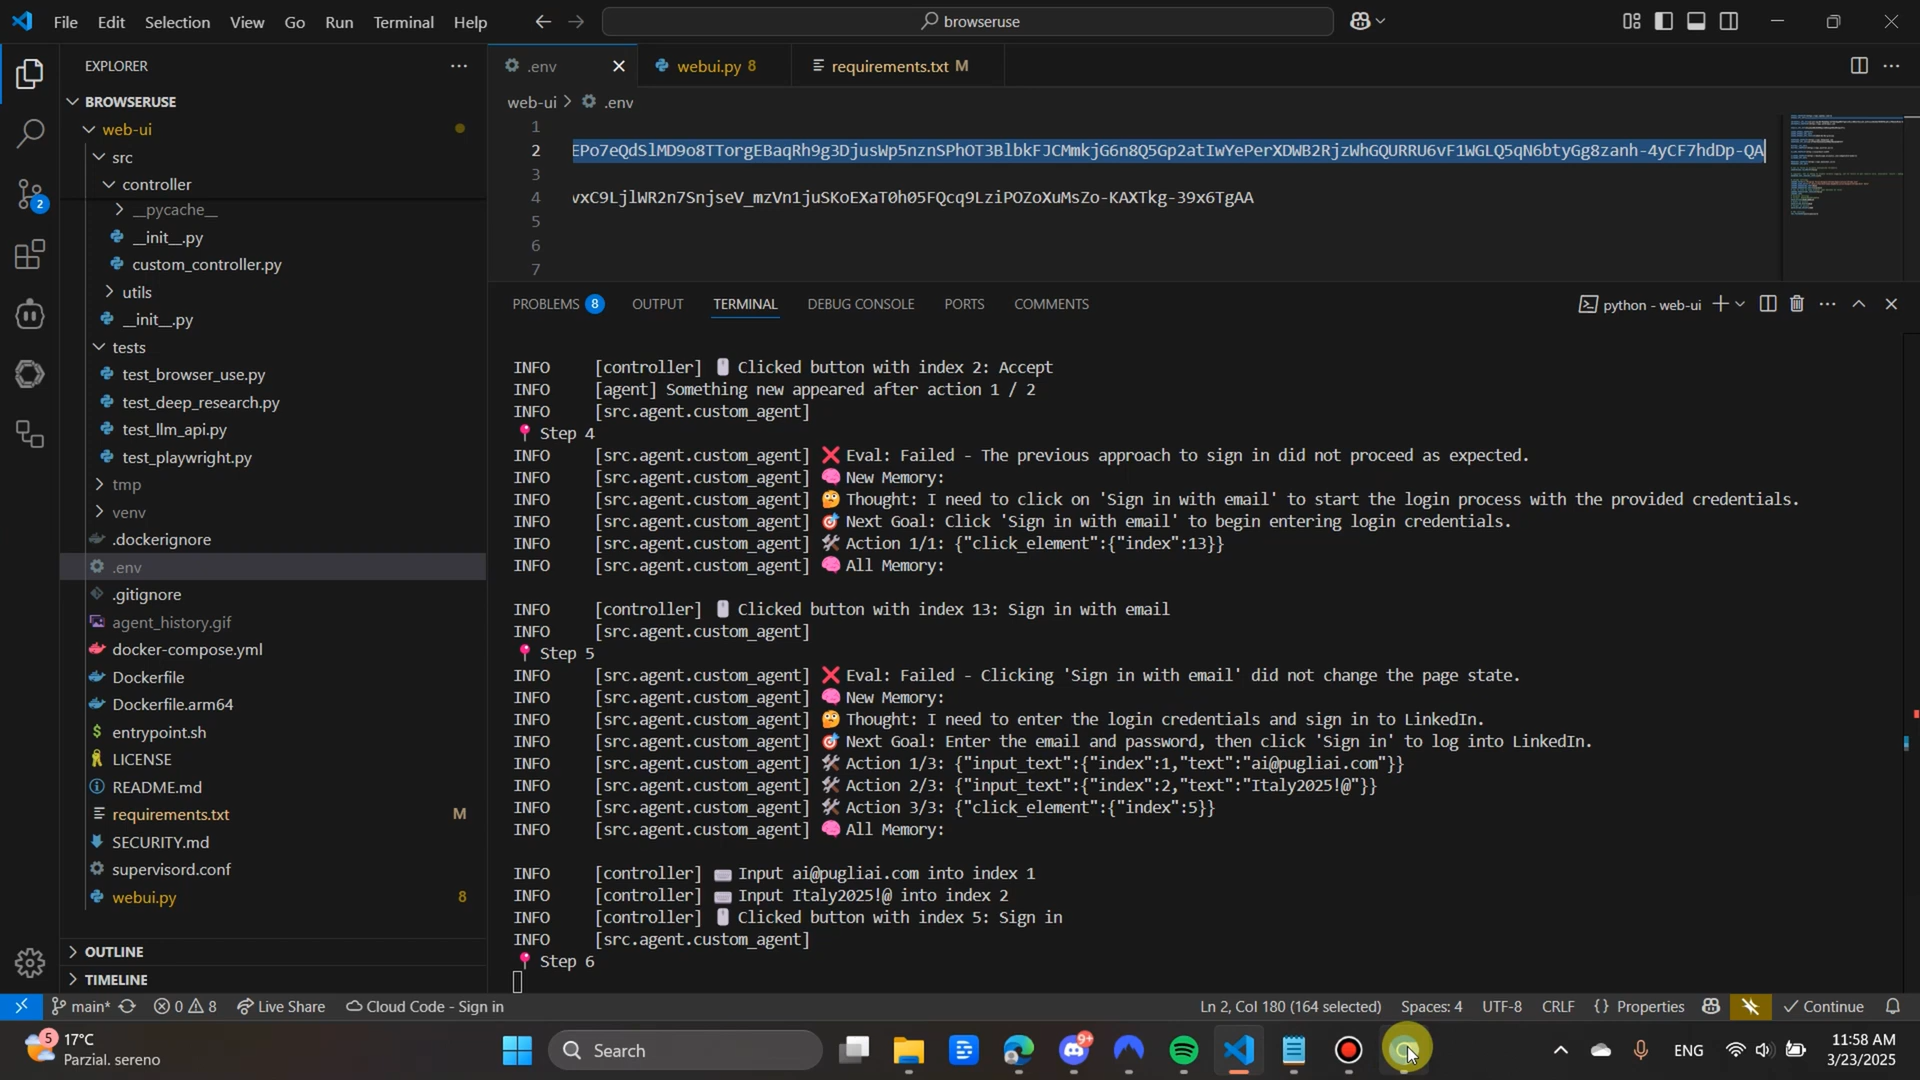 File Edit Selection View Go Run Terminal Help
browseruse
EXPLORER
BROWSERUSE
web-ui
src
controller
__pycache__
__init__.py
custom_controller.py
utils
__init__.py
tests
test_browser_use.py
test_deep_research.py
test_llm_api.py
test_playwright.py
tmp
venv
.dockerignore
.env
.gitignore
agent_history.gif
docker-compose.yml
Dockerfile
Dockerfile.arm64
entrypoint.sh
LICENSE
README.md
requirements.txt M
SECURITY.md
supervisord.conf
webui.py 8
OUTLINE
TIMELINE
.env webui.py 8 requirements.txt M
web-ui > .env
1
2
3
4
5
6
7
PROBLEMS 8 OUTPUT TERMINAL DEBUG CONSOLE PORTS COMMENTS
python - web-ui
INFO [controller] 🖱️ Clicked button with index 2: Accept
INFO [agent] Something new appeared after action 1 / 2
INFO [src.agent.custom_agent]
📍 Step 4
INFO [src.agent.custom_agent] ❌ Eval: Failed - The previous approach to sign in did not proceed as expected.
INFO [src.agent.custom_agent] 🧠 New Memory:
INFO [src.agent.custom_agent] 🤔 Thought: I need to click on 'Sign in with email' to start the login process with the provided credentials.
INFO [src.agent.custom_agent] 🎯 Next Goal: Click 'Sign in with email' to begin entering login credentials.
INFO [src.agent.custom_agent] 🛠️ Action 1/1: {"click_element":{"index":13}}
INFO [src.agent.custom_agent] 🧠 All Memory:
INFO [controller] 🖱️ Clicked button with index 13: Sign in with email
INFO [src.agent.custom_agent]
📍 Step 5
INFO [src.agent.custom_agent] ❌ Eval: Failed - Clicking 'Sign in with email' did not change the page state.
INFO [src.agent.custom_agent] 🧠 New Memory:
INFO [src.agent.custom_agent] 🤔 Thought: I need to enter the login credentials and sign in to LinkedIn.
INFO [src.agent.custom_agent] 🎯 Next Goal: Enter the email and password, then click 'Sign in' to log into LinkedIn.
INFO [src.agent.custom_agent] 🛠️ Action 1/3: {"input_text":{"index":1,"text":"ai@pugliai.com"}}
INFO [src.agent.custom_agent] 🛠️ Action 2/3: {"input_text":{"index":2,"text":"Italy2025!@"}}
INFO [src.agent.custom_agent] 🛠️ Action 3/3: {"click_element":{"index":5}}
INFO [src.agent.custom_agent] 🧠 All Memory:
INFO [controller] ⌨️ Input ai@pugliai.com into index 1
INFO [controller] ⌨️ Input Italy2025!@ into index 2
INFO [controller] 🖱️ Clicked button with index 5: Sign in
INFO [src.agent.custom_agent]
📍 Step 6
2
main* 0 8 Live Share Cloud Code - Sign in
Ln 2, Col 180 (164 selected) Spaces: 4 UTF-8 CRLF {} Properties Continue
5 17°C
Parzial. sereno
Search
9+
ENG
11:58 AM
3/23/2025